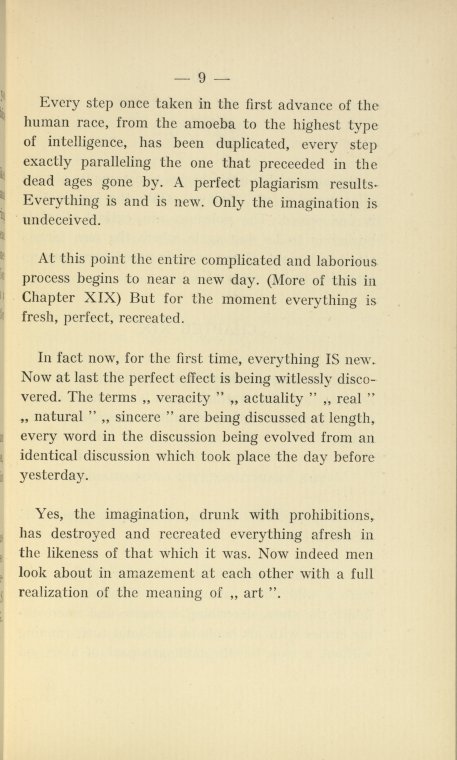 — 9 —
Every step once taken in the first advance of the
human race, from the amoeba to the highest type
of intelligence, has been duplicated, every step
exactly paralleling the one that preceeded in the
dead ages gone by. A perfect plagiarism results-
Everything is and is new. Only the imagination is
undeceived.
At this point the entire complicated and laborious
process begins to near a new day. (More of this in
Chapter XIX) But for the moment everything is
fresh, perfect, recreated.
In fact now, for the first time, everything IS new.
Now at last the perfect effect is being witlessly disco-
vered. The terms „ veracity ” „ actuality ” „ real ”
„ natural ” „ sincere ” are being discussed at length,
every word in the discussion being evolved from an
identical discussion which took place the day before
yesterday.
Yes, the imagination, drunk with prohibitions,
has destroyed and recreated everything afresh in
the likeness of that which it was. Now indeed men
look about in amazement at each other with a full
realization of the meaning of „ art ”.